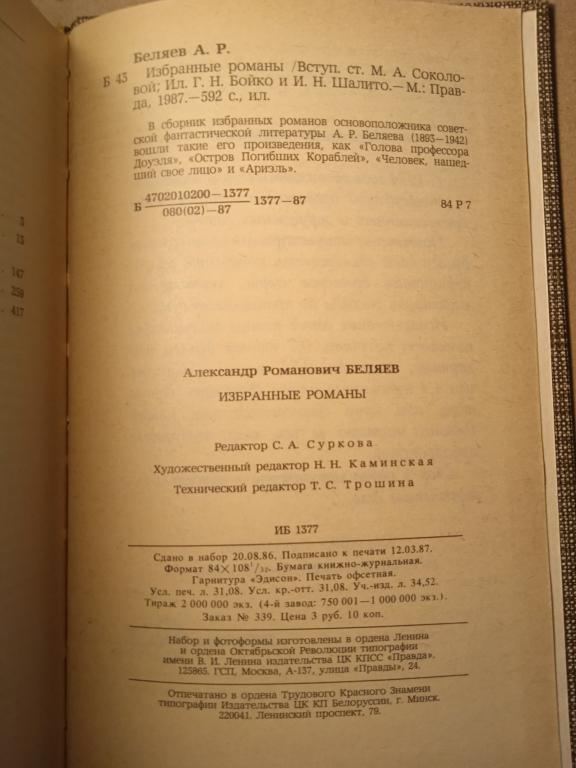 Беляев А. Р.
Б 43 Избранные романы /Вступ. ст. М. А. Соколо-
вой; Ил. Г. Н. Бойко и И. Н. Шалито.— М.: Прав-
да, 1987.—592 с., ил.
В сборник избранных романов основоположника совет-
ской фантастической литературы А. Р. Беляева (1893—1942)
вошли такие его произведения, как «Голова профессора
Доуэля», «Остров Погибших Кораблей», «Человек, нашед-
ший свое лицо» и «Ариэль».
Б 4702010200—1377
080(02)—87
1377—87
84 Р 7
3
13
147
259
417
Александр Романович БЕЛЯЕВ
ИЗБРАННЫЕ РОМАНЫ
Редактор С. А. Суркова
Художественный редактор Н. Н. Каминская
Технический редактор Т. С. Трошина
ИБ 1377
Сдано в набор 20.08.86. Подписано к печати 12.03.87.
Формат 84×108¹/₃₂. Бумага книжно-журнальная.
Гарнитура «Эдисон». Печать офсетная.
Усл. печ. л. 31,08. Усл. кр.-отт. 31,08. Уч.-изд. л. 34,52.
Тираж 2 000 000 экз. (4-й завод: 750 001—1 000 000 экз.).
Заказ № 339. Цена 3 руб. 10 коп.
Набор и фотоформы изготовлены в ордена Ленина
и ордена Октябрьской Революции типографии
имени В. И. Ленина издательства ЦК КПСС «Правда».
125865, ГСП, Москва, А-137, улица «Правды», 24.
Отпечатано в ордена Трудового Красного Знамени
типографии Издательства ЦК КП Белоруссии, г. Минск.
220041. Ленинский проспект, 79.